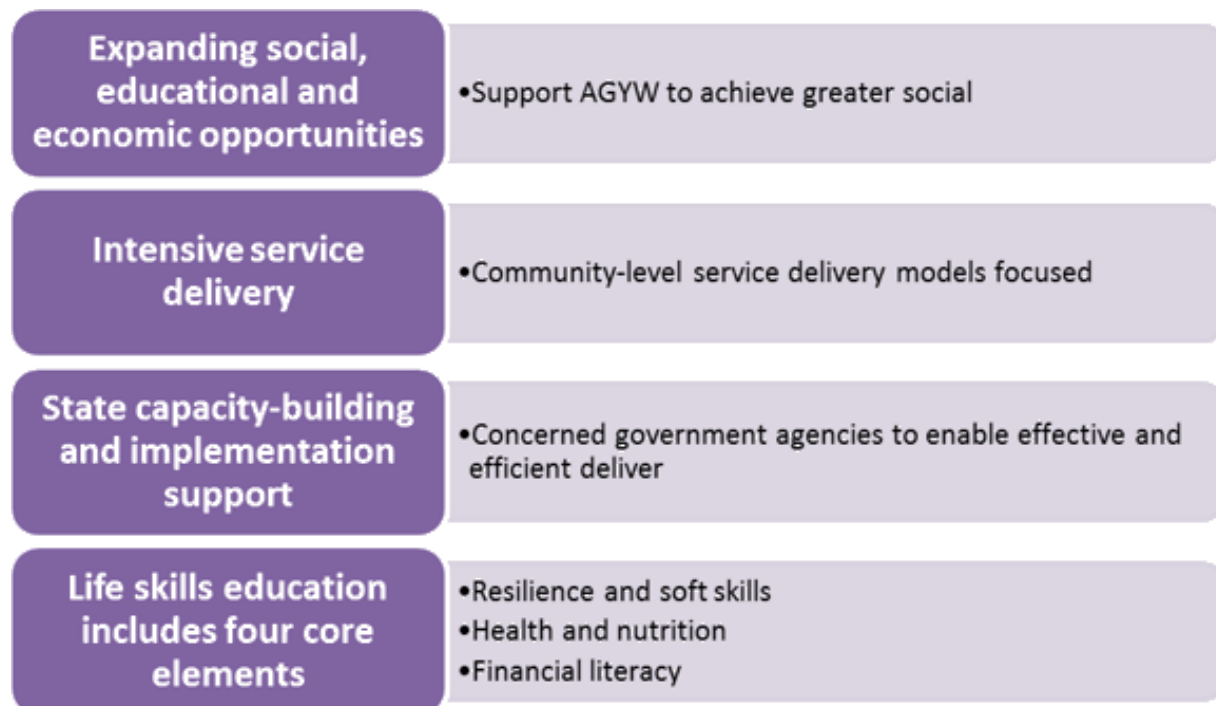 Expanding social,
educational and
economic opportunities
•Support AGYW to achieve greater social
Intensive service
delivery
•Community-level service delivery models focused
State capacity-building
and implementation
support
•Concerned government agencies to enable effective and
efficient deliver
Life skills education
includes four core
elements
•Resilience and soft skills
•Health and nutrition
•Financial literacy